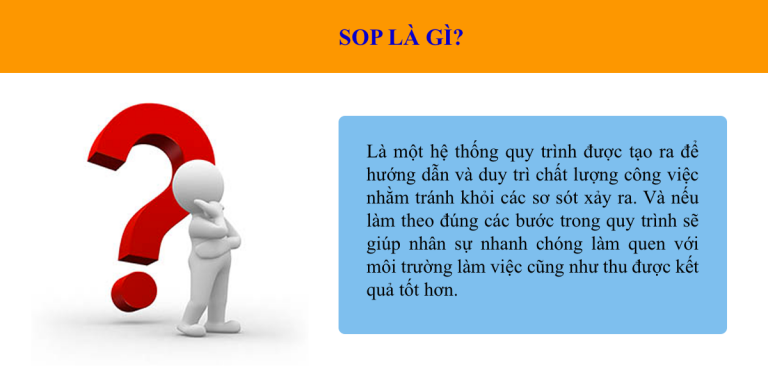 SOP LÀ GÌ?
Là một hệ thống quy trình được tạo ra để
hướng dẫn và duy trì chất lượng công việc
nhằm tránh khỏi các sơ sót xảy ra. Và nếu
làm theo đúng các bước trong quy trình sẽ
giúp nhân sự nhanh chóng làm quen với
môi trường làm việc cũng như thu được kết
quả tốt hơn.